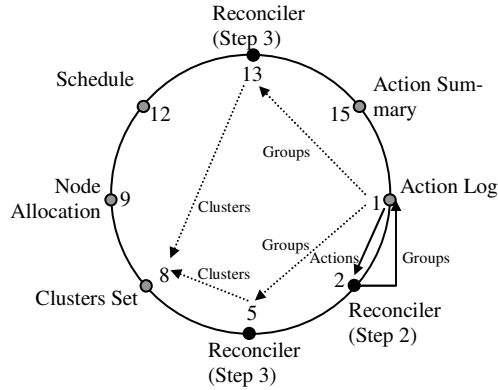 Reconciler
(Step 3)
13
Schedule
12
Action Sum-
mary
15
Groups
Node
Allocation
9
1
Action Log
Clusters
Groups
Actions
Groups
8
Clusters
2
Clusters Set
5
Reconciler
(Step 2)
Reconciler
(Step 3)